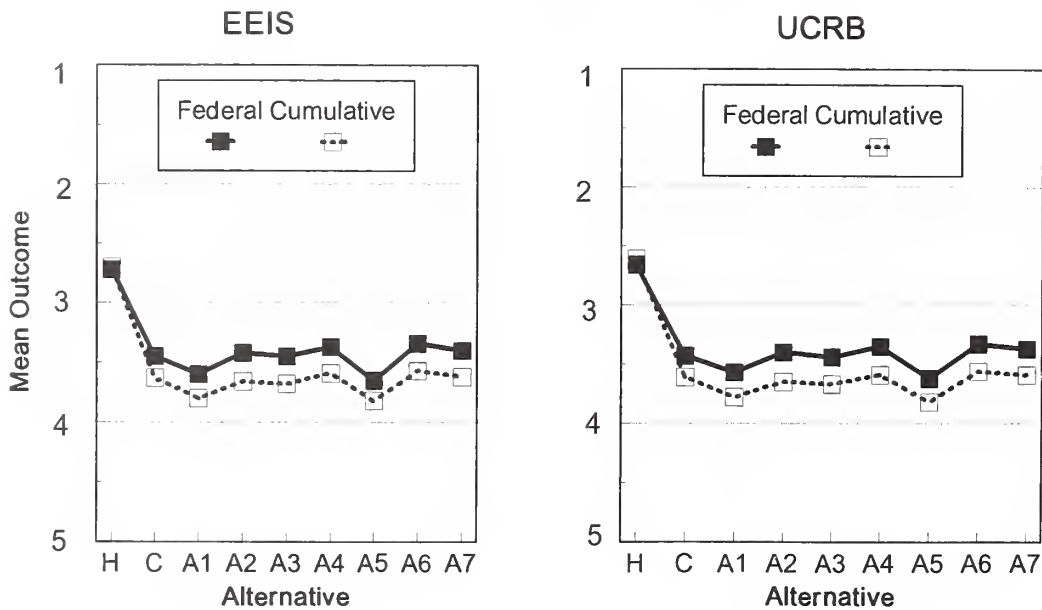 EEIS
Federal Cumulative
1
2
3
4
5
Mean Outcome
H C A1 A2 A3 A4 A5 A6 A7
Alternative
UCRB
Federal Cumulative
1
2
3
4
5
H C A1 A2 A3 A4 A5 A6 A7
Alternative